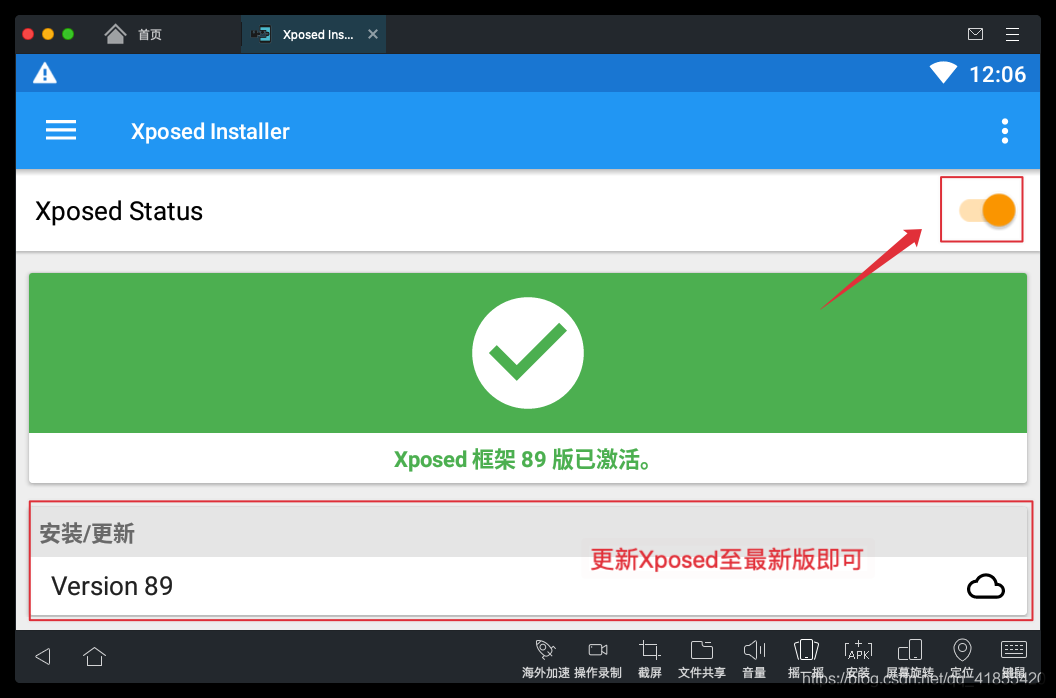 首页
Xposed Ins...
12:06
Xposed Installer
Xposed Status
Xposed 框架 89 版已激活。
安装/更新
更新Xposed至最新版即可
Version 89
APK
海外加速 操作录制 截屏 文件共享 音量 摇一摇 安装 屏幕旋转 定位 键鼠
https://blog.csdn.net/qq_41855420